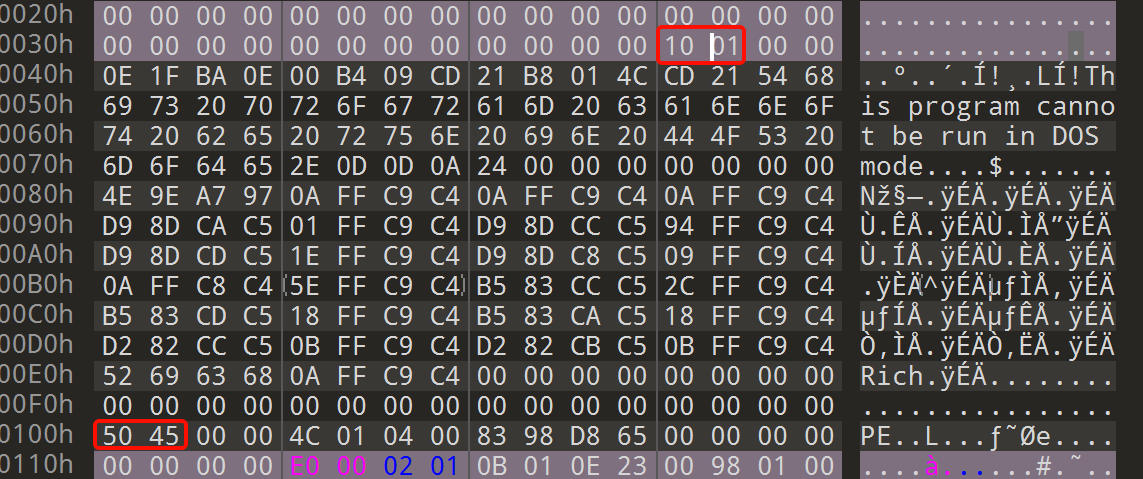 0020h 00 00 00 00 00 00 00 00 00 00 00 00 00 00 00 00 ................
0030h 00 00 00 00 00 00 00 00 00 00 00 00 10 01 00 00 ................
0040h 0E 1F BA 0E 00 B4 09 CD 21 B8 01 4C CD 21 54 68 ..º..´.Í!¸.LÍ!Th
0050h 69 73 20 70 72 6F 67 72 61 6D 20 63 61 6E 6E 6F is program canno
0060h 74 20 62 65 20 72 75 6E 20 69 6E 20 44 4F 53 20 t be run in DOS
0070h 6D 6F 64 65 2E 0D 0D 0A 24 00 00 00 00 00 00 00 mode....$.......
0080h 4E 9E A7 97 0A FF C9 C4 0A FF C9 C4 0A FF C9 C4 Nž§—.ÿÉÄ.ÿÉÄ.ÿÉÄ
0090h D9 8D CA C5 01 FF C9 C4 D9 8D CC C5 94 FF C9 C4 Ù.ÊÅ.ÿÉÄÙ.ÌÅ”ÿÉÄ
00A0h D9 8D CD C5 1E FF C9 C4 D9 8D C8 C5 09 FF C9 C4 Ù.ÍÅ.ÿÉÄÙ.ÈÅ.ÿÉÄ
00B0h 0A FF C8 C4 5E FF C9 C4 B5 83 CC C5 2C FF C9 C4 .ÿÈÄ^ÿÉÄµƒÌÅ,ÿÉÄ
00C0h B5 83 CD C5 18 FF C9 C4 B5 83 CA C5 18 FF C9 C4 µƒÍÅ.ÿÉÄµƒÊÅ.ÿÉÄ
00D0h D2 82 CC C5 0B FF C9 C4 D2 82 CB C5 0B FF C9 C4 Ò‚ÌÅ.ÿÉÄÒ‚ËÅ.ÿÉÄ
00E0h 52 69 63 68 0A FF C9 C4 00 00 00 00 00 00 00 00 Rich.ÿÉÄ........
00F0h 00 00 00 00 00 00 00 00 00 00 00 00 00 00 00 00 ................
0100h 50 45 00 00 4C 01 04 00 83 98 D8 65 00 00 00 00 PE..L...ƒ˜Øe....
0110h 00 00 00 00 E0 00 02 01 0B 01 0E 23 00 98 01 00 ....à......#.˜..